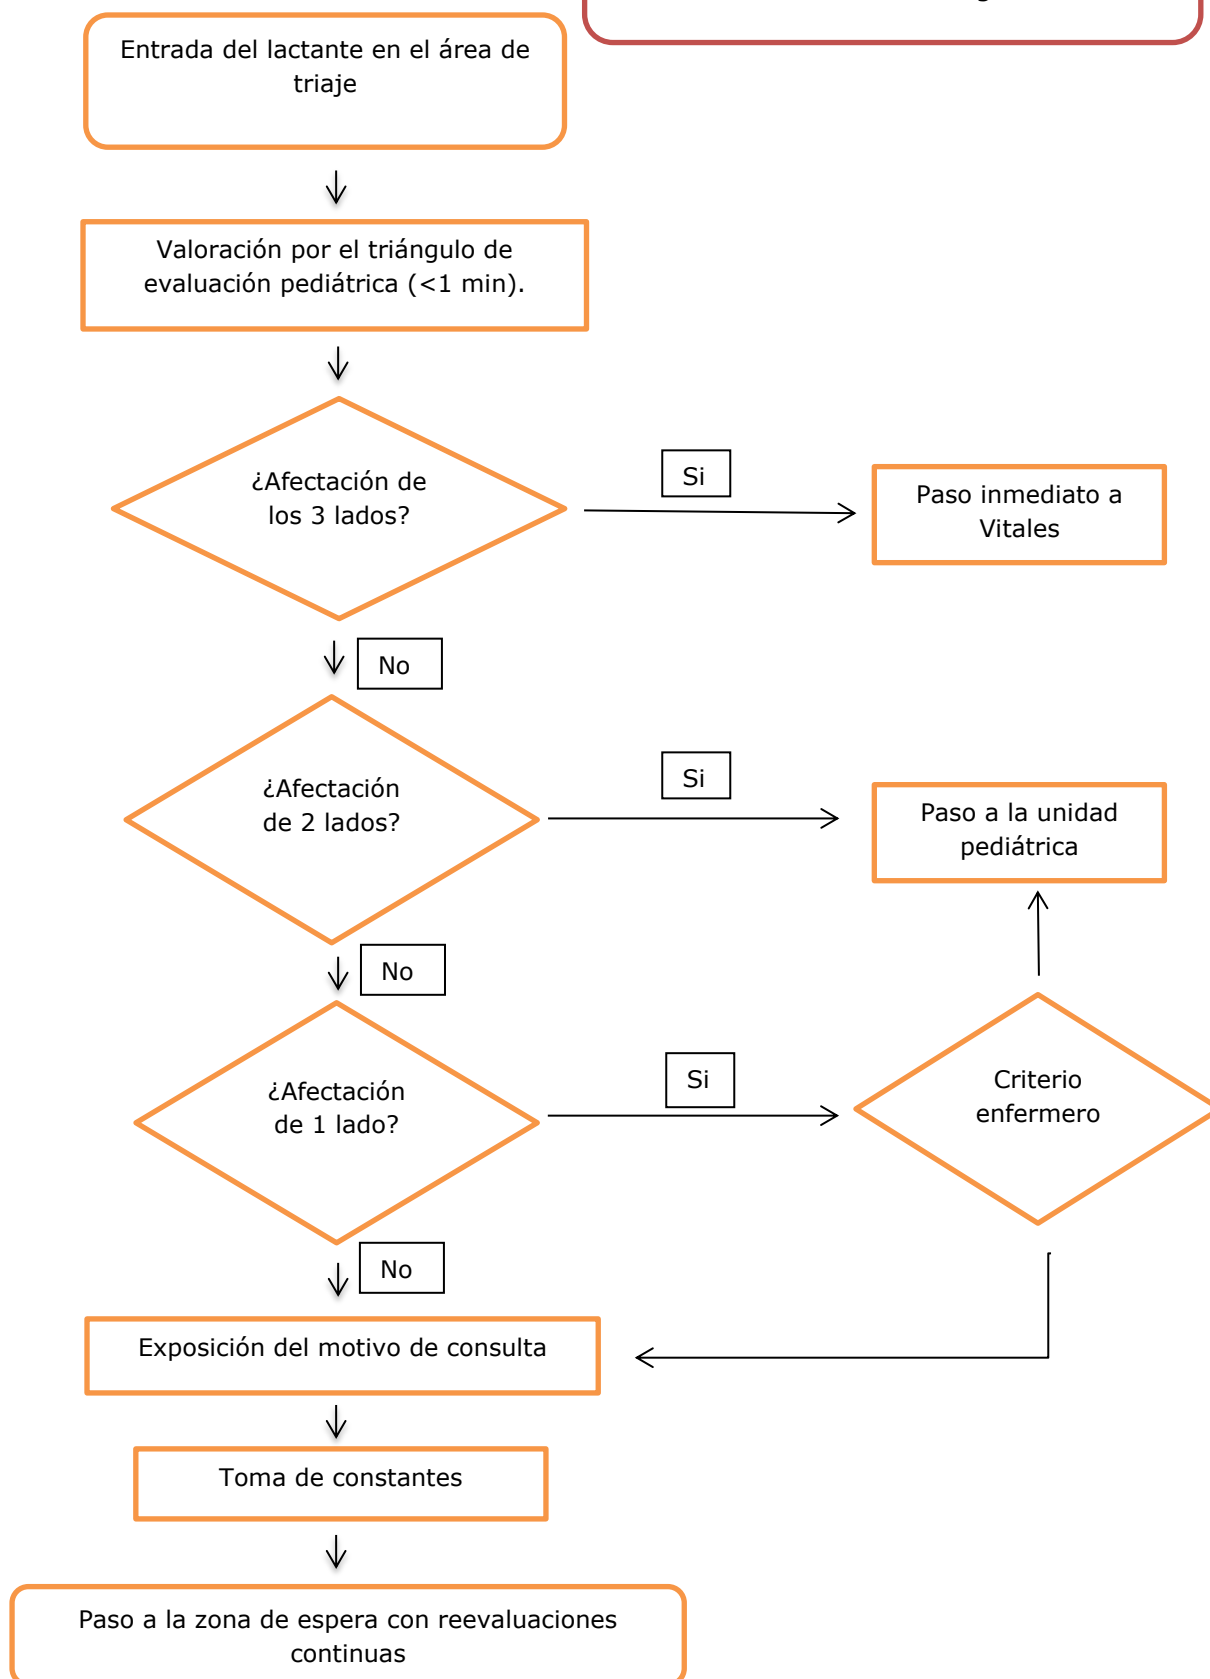 Entrada del lactante en el área de
triaje
Valoración por el triángulo de
evaluación pediátrica (<1 min).
¿Afectación de
los 3 lados?
Si
Paso inmediato a
Vitales
No
¿Afectación
de 2 lados?
Si
Paso a la unidad
pediátrica
No
¿Afectación
de 1 lado?
Si
Criterio
enfermero
No
Exposición del motivo de consulta
Toma de constantes
Paso a la zona de espera con reevaluaciones
continuas